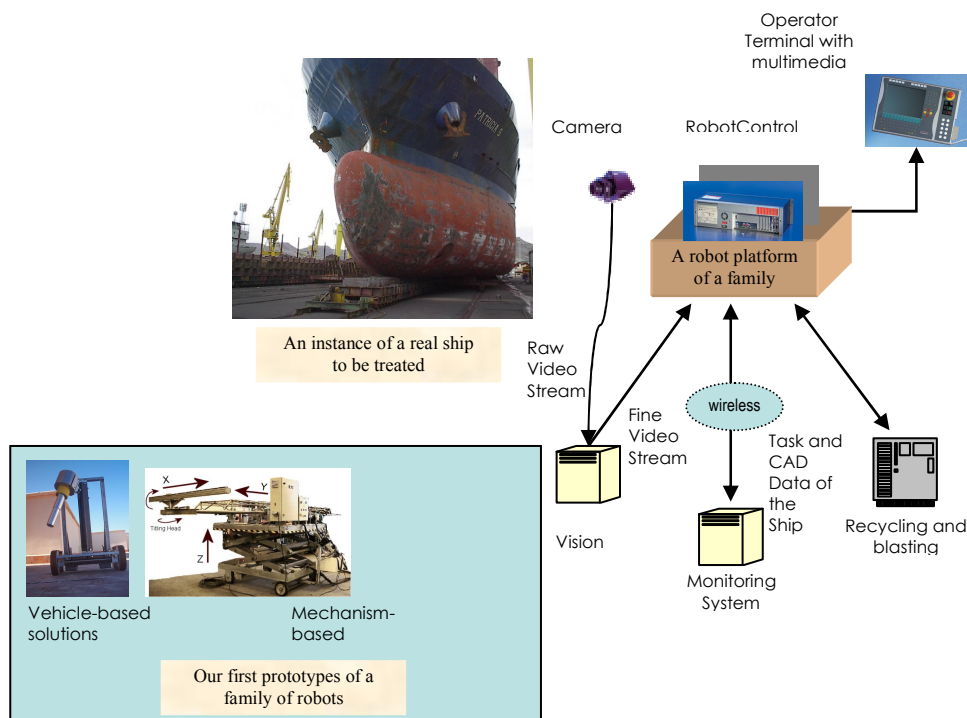 Operator
Terminal with
multimedia
Camera
RobotControl
PATRICIA S
A robot platform
of a family
An instance of a real ship
to be treated
Raw
Video
Stream
wireless
Fine
Video
Stream
Task and
CAD
Data of
the
Ship
Vision
Monitoring
System
Recycling and
blasting
X
Y
Tilting Head
Z
Vehicle-based
solutions
Mechanism-
based
Our first prototypes of a
family of robots